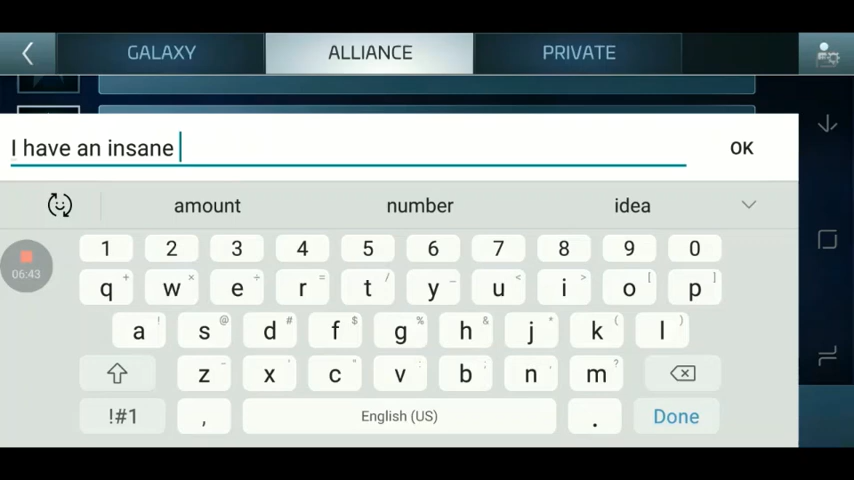 GALAXY ALLIANCE PRIVATE
I have an insane OK
amount number idea
1 2 3 4 5 6 7 8 9 0
06:43
q + w × e ÷ r = t / y _ u < i > o [ p ]
a ! s @ d # f $ g % h & j * k ( l )
z - x ' c " v : b ; n , m ?
!#1 , English (US) . Done